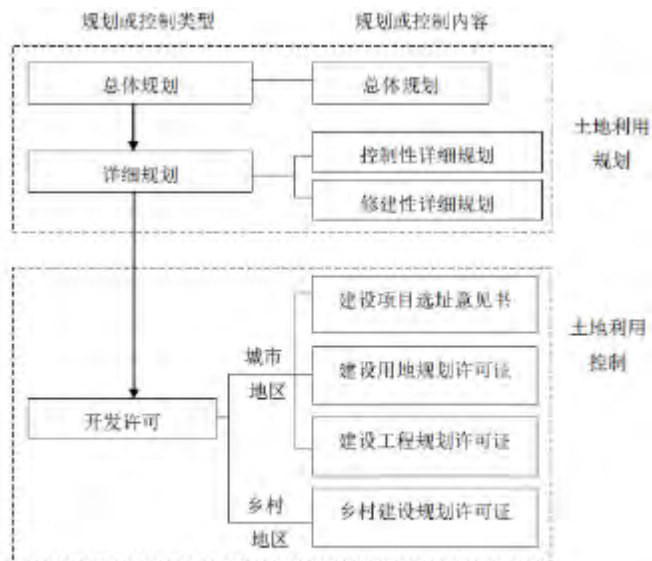 规划或控制类型
规划或控制内容
总体规划
总体规划
土地利用
规划
详细规划
控制性详细规划
修建性详细规划
建设项目选址意见书
土地利用
控制
城市
地区
建设用地规划许可证
开发许可
建设工程规划许可证
乡村
地区
乡村建设规划许可证